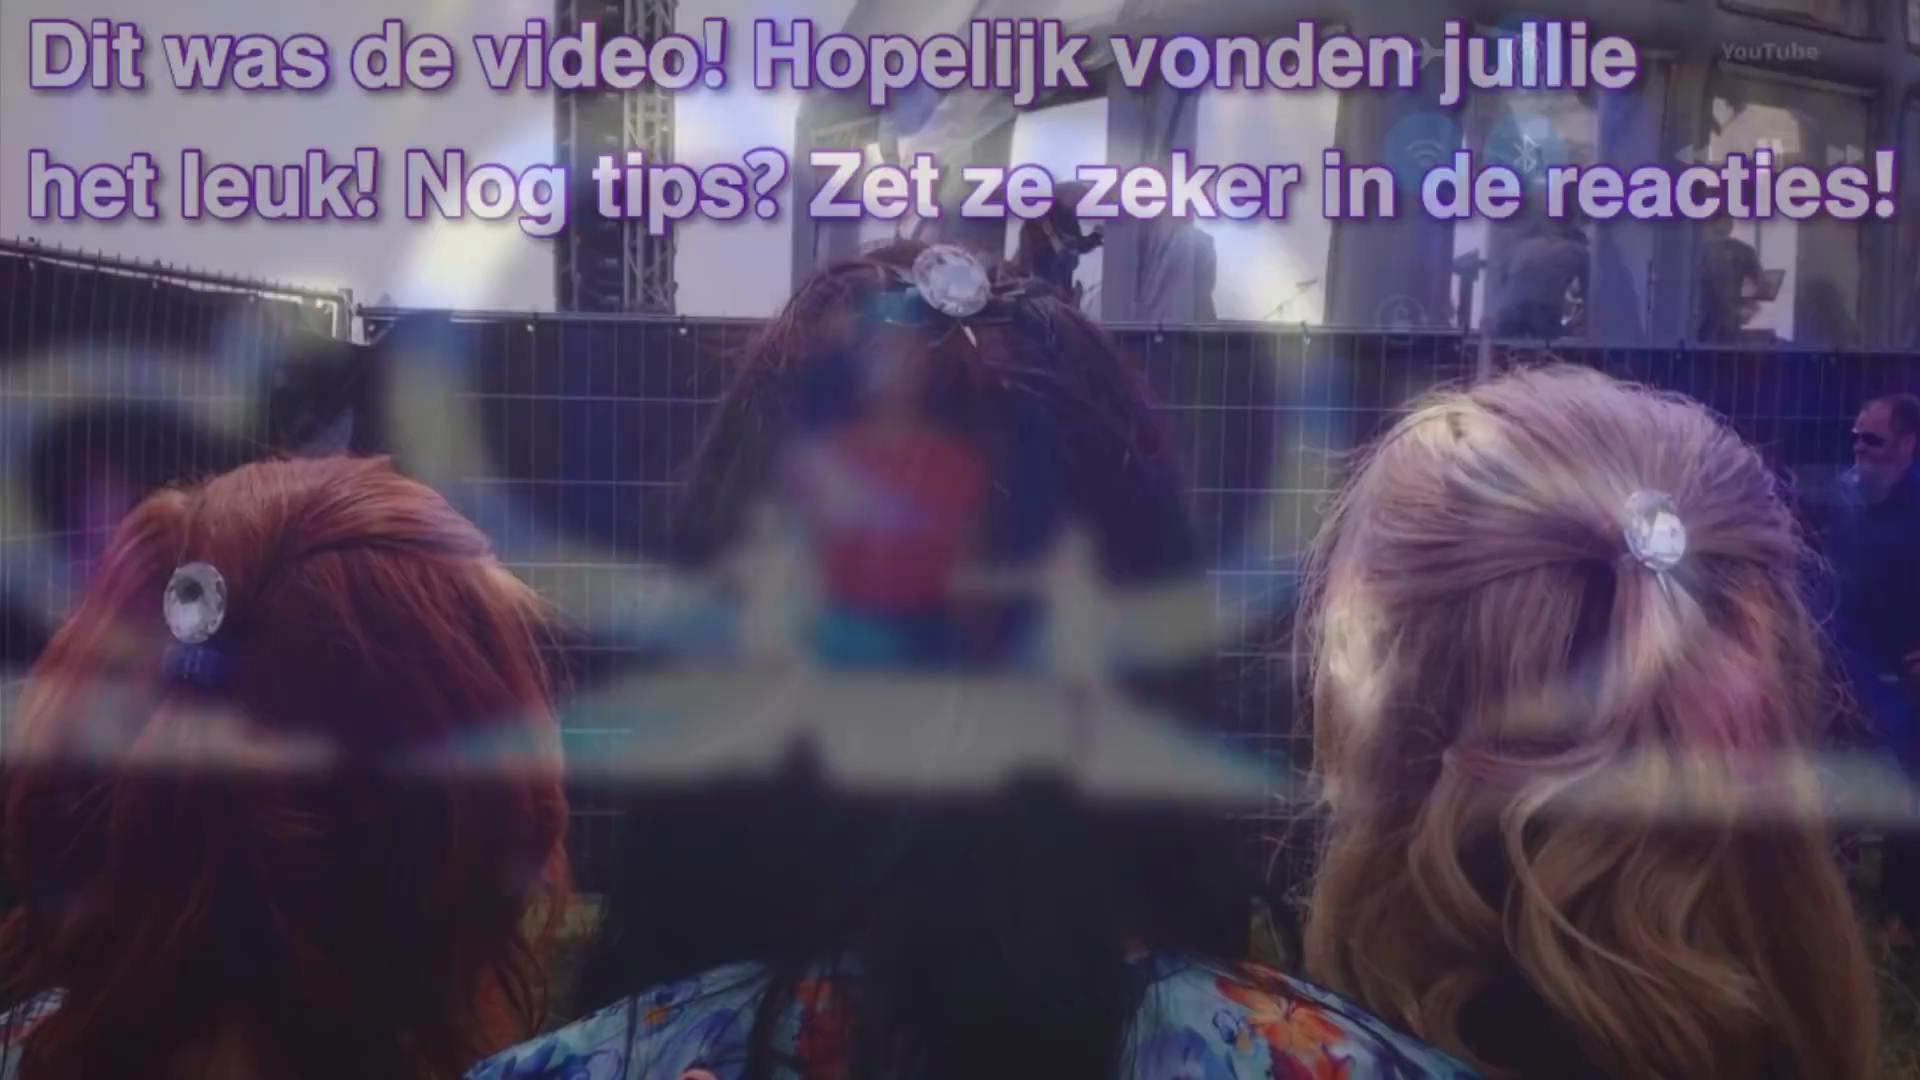 Dit was de video! Hopelijk vonden jullie
YouTube
het leuk! Nog tips? Zet ze zeker in de reacties!